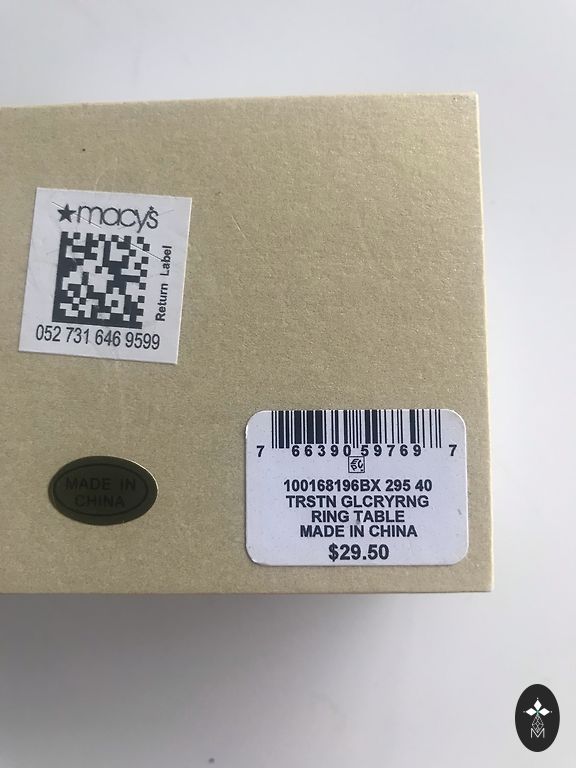 ★macy's
Return Label
052 731 646 9599
MADE IN
CHINA
7 66390 59769 7
100168196BX 295 40
TRSTN GLCRYRNG
RING TABLE
MADE IN CHINA
$29.50